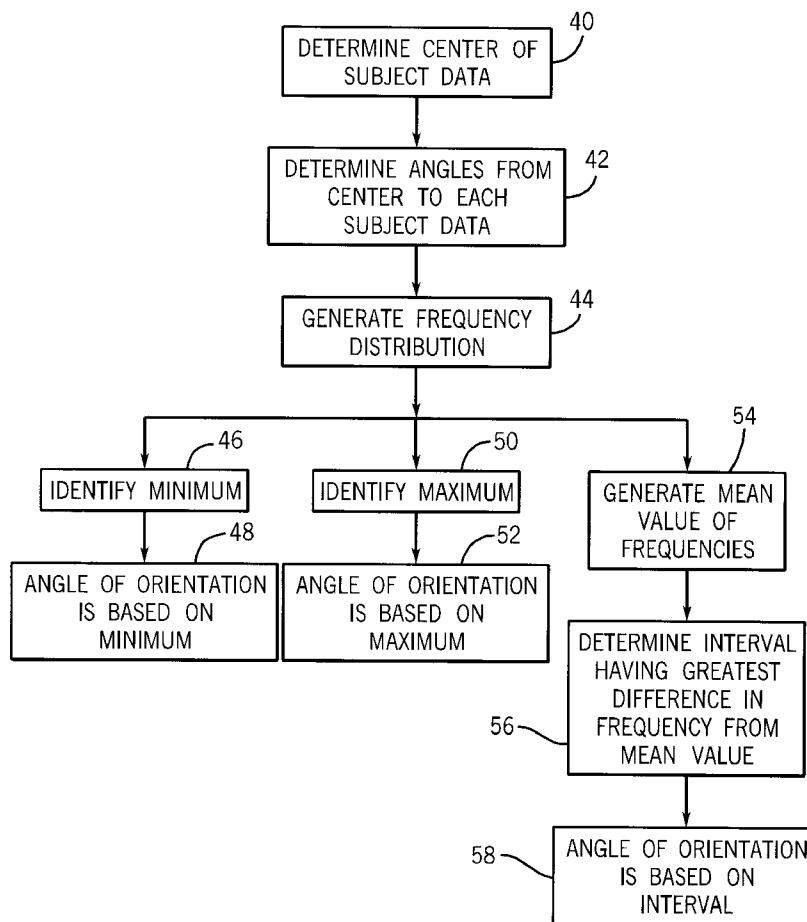 40
DETERMINE CENTER OF
SUBJECT DATA
42
DETERMINE ANGLES FROM
CENTER TO EACH
SUBJECT DATA
44
GENERATE FREQUENCY
DISTRIBUTION
46
IDENTIFY MINIMUM
50
IDENTIFY MAXIMUM
54
GENERATE MEAN
VALUE OF
FREQUENCIES
48
ANGLE OF ORIENTATION
IS BASED ON
MINIMUM
52
ANGLE OF ORIENTATION
IS BASED ON
MAXIMUM
DETERMINE INTERVAL
HAVING GREATEST
DIFFERENCE IN
FREQUENCY FROM
MEAN VALUE
56
58
ANGLE OF ORIENTATION
IS BASED ON
INTERVAL